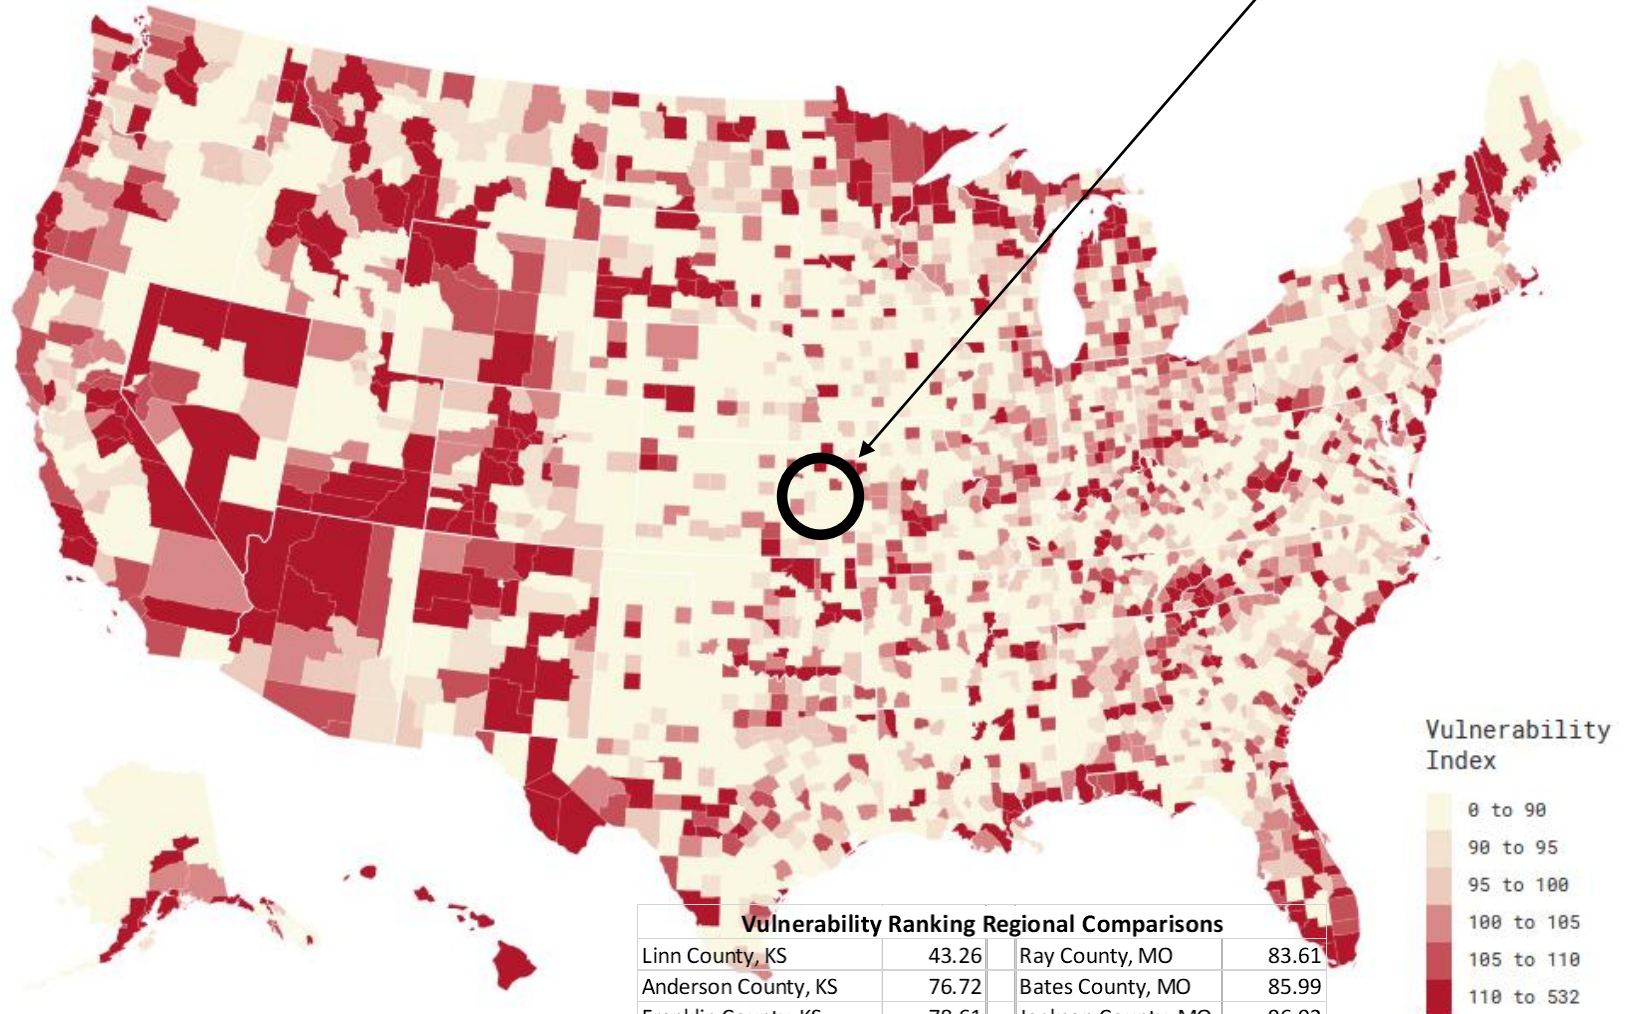 Vulnerability
Index
0 to 90
90 to 95
95 to 100
100 to 105
105 to 110
110 to 532
Vulnerability Ranking Regional Comparisons
Linn County, KS 43.26 Ray County, MO 83.61
Anderson County, KS 76.72 Bates County, MO 85.99